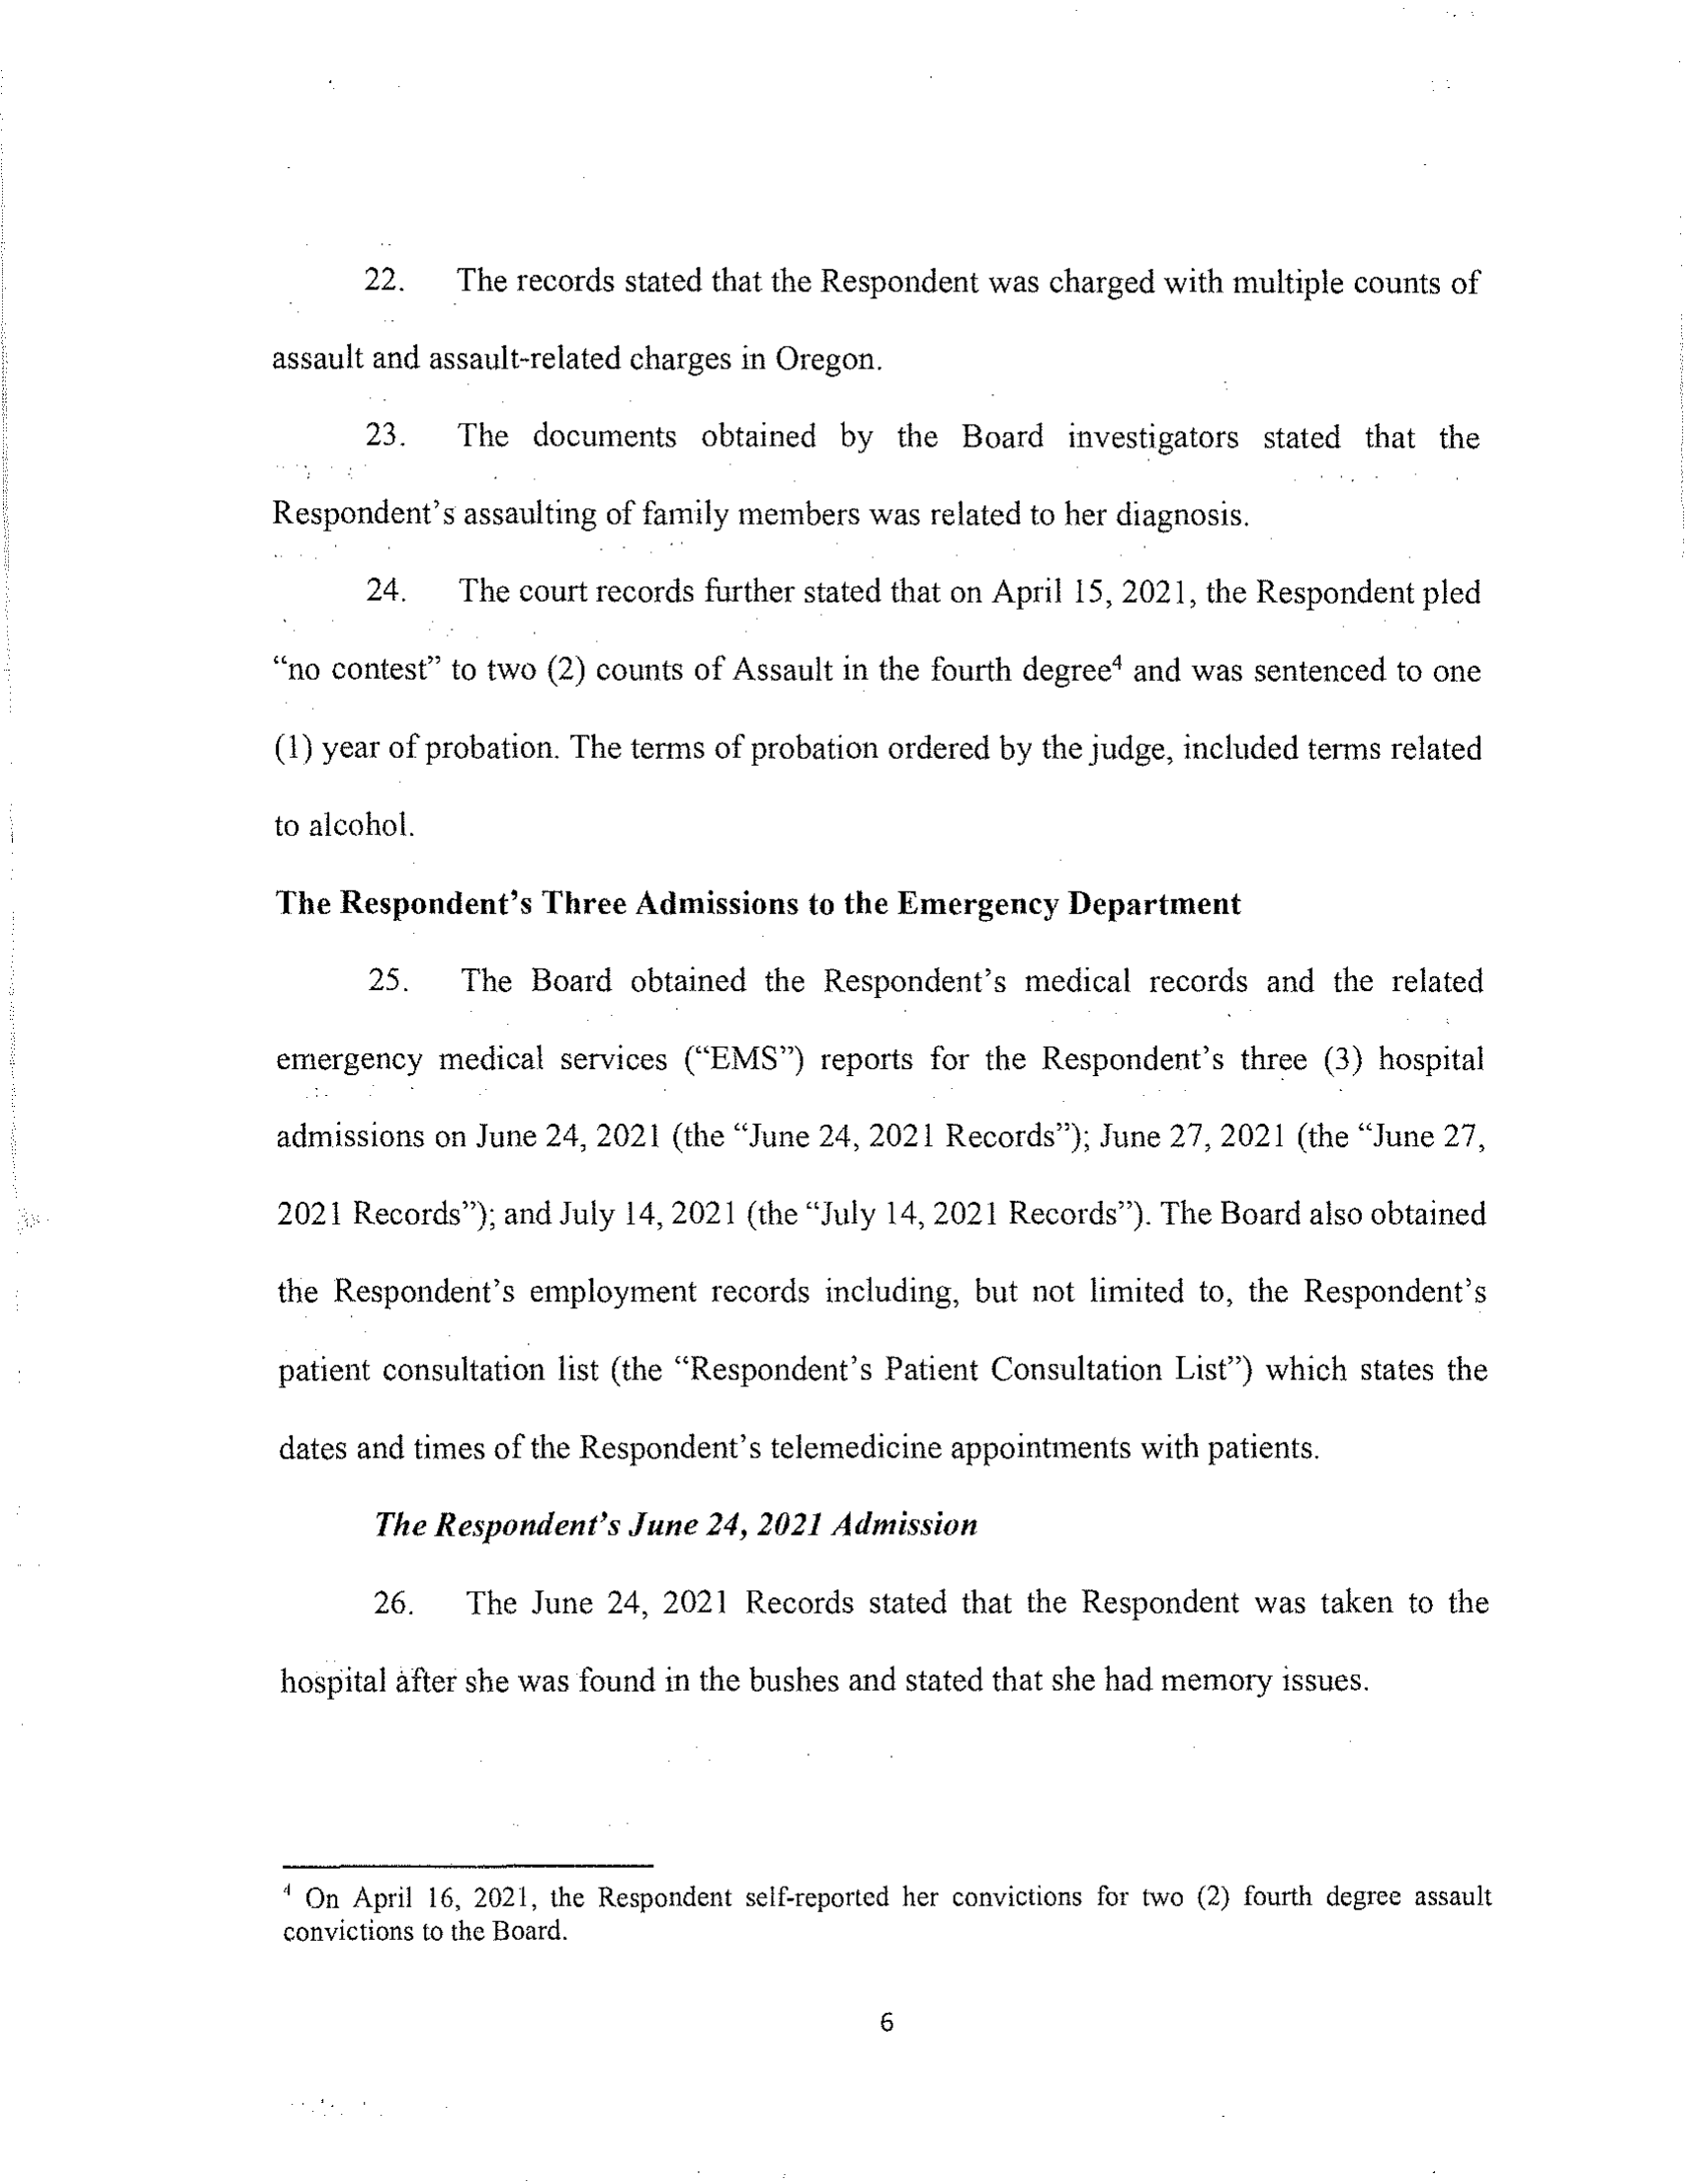 22. The records stated that the Respondent was charged with multiple counts of
assault and assault-related charges in Oregon.
23. The documents obtained by the Board investigators stated that the
Respondent's assaulting of family members was related to her diagnosis.
24. The court records further stated that on April 15, 2021, the Respondent pled
“no contest” to two (2) counts of Assault in the fourth degree⁴ and was sentenced to one
(1) year of probation. The terms of probation ordered by the judge, included terms related
to alcohol.
The Respondent's Three Admissions to the Emergency Department
25. The Board obtained the Respondent's medical records and the related
emergency medical services (“EMS”) reports for the Respondent's three (3) hospital
admissions on June 24, 2021 (the “June 24, 2021 Records”); June 27, 2021 (the “June 27,
2021 Records”); and July 14, 2021 (the “July 14, 2021 Records”). The Board also obtained
the Respondent's employment records including, but not limited to, the Respondent's
patient consultation list (the “Respondent's Patient Consultation List”) which states the
dates and times of the Respondent's telemedicine appointments with patients.
The Respondent's June 24, 2021 Admission
26. The June 24, 2021 Records stated that the Respondent was taken to the
hospital after she was found in the bushes and stated that she had memory issues.
⁴ On April 16, 2021, the Respondent self-reported her convictions for two (2) fourth degree assault
convictions to the Board.
6